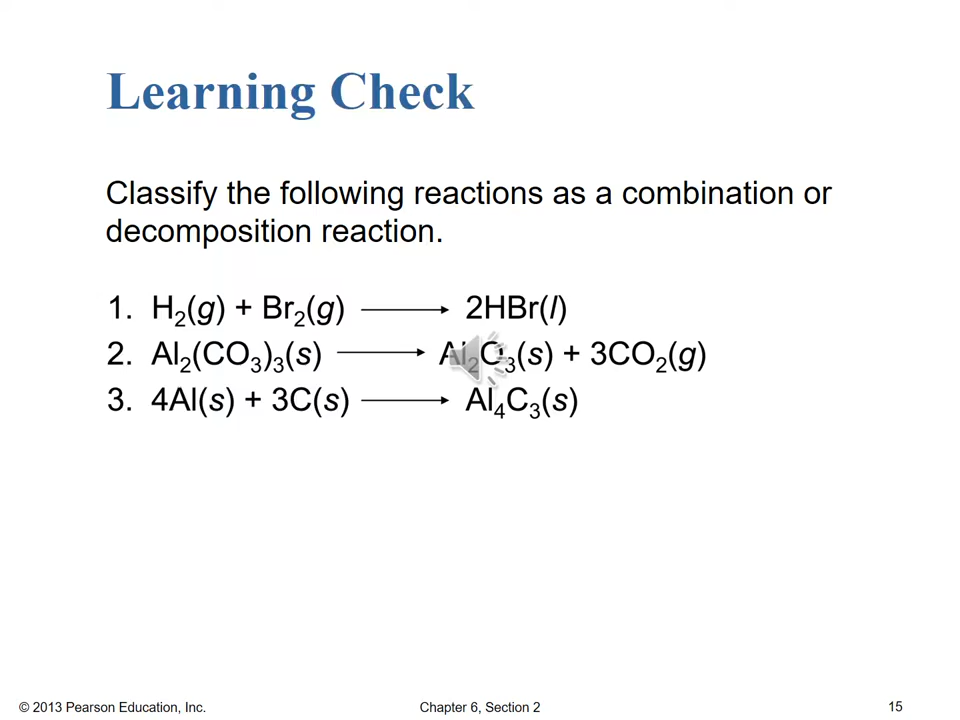 Learning Check
Classify the following reactions as a combination or
decomposition reaction.
1. H₂(g) + Br₂(g) ⟶ 2HBr(l)
2. Al₂(CO₃)₃(s) ⟶ Al₂O₃(s) + 3CO₂(g)
3. 4Al(s) + 3C(s) ⟶ Al₄C₃(s)
© 2013 Pearson Education, Inc.
Chapter 6, Section 2
15